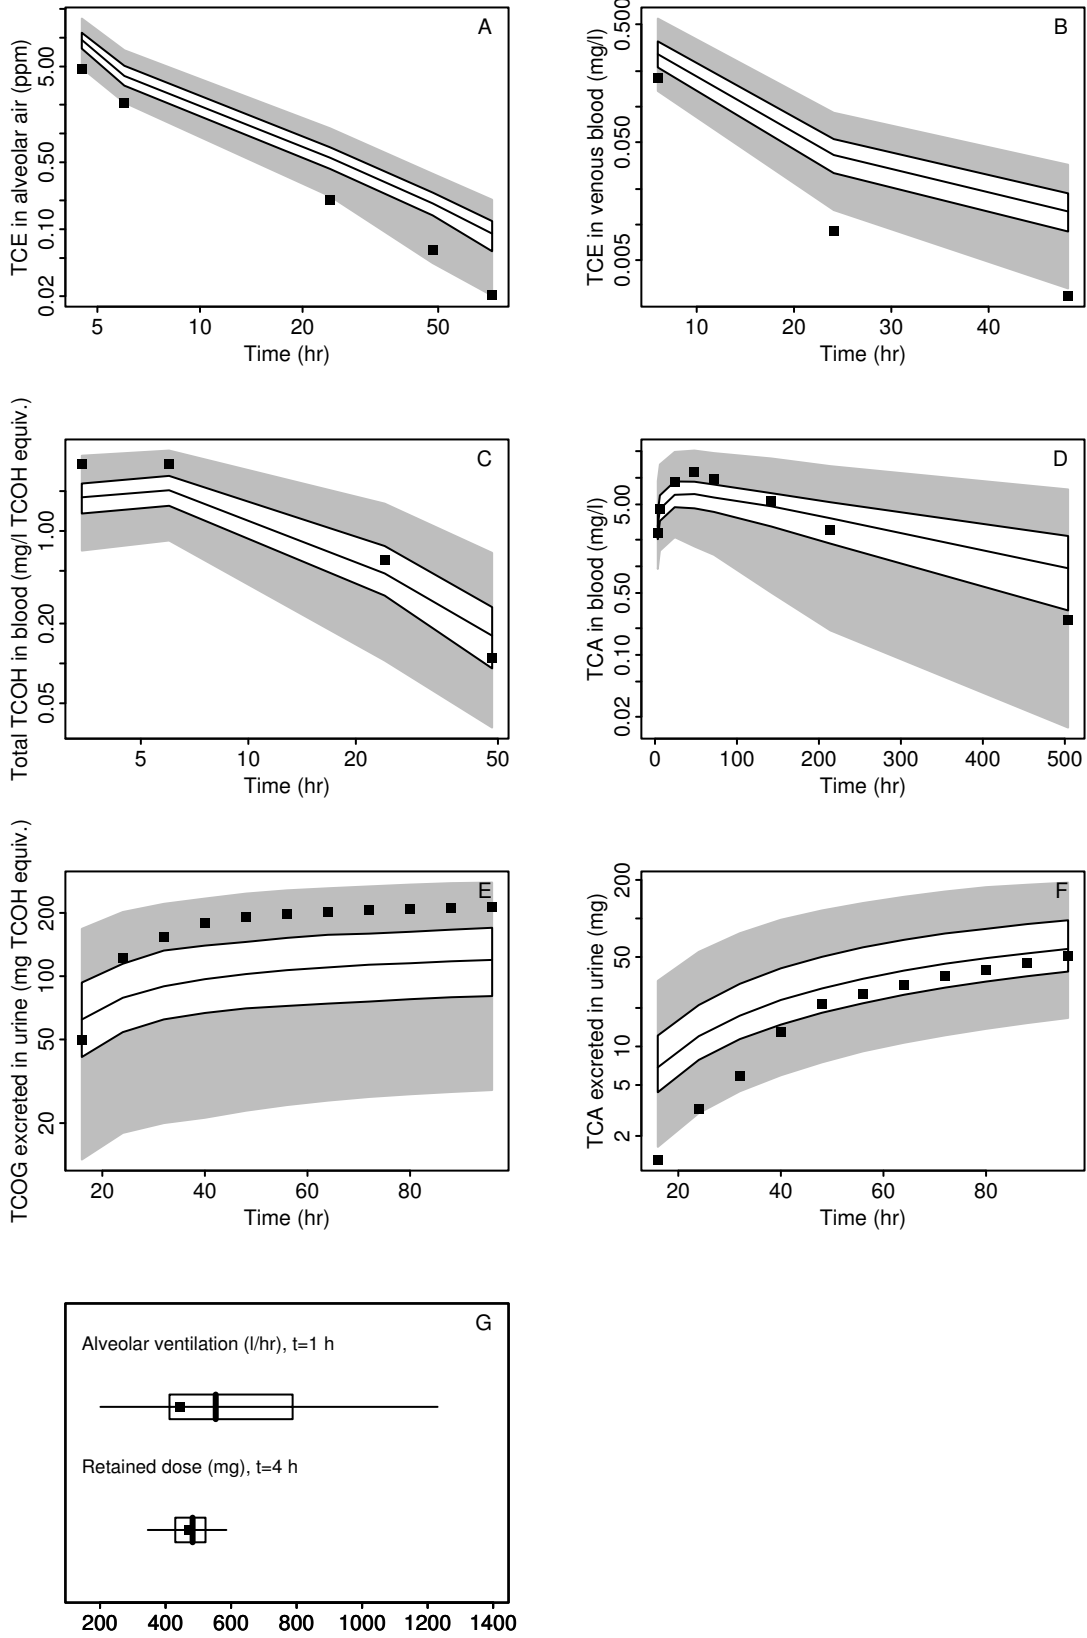 A
TCE in alveolar air (ppm)
5.00
0.50
0.10
0.02
5 10 20 50
Time (hr)
B
TCE in venous blood (mg/l)
0.500
0.050
0.005
10 20 30 40
Time (hr)
C
Total TCOH in blood (mg/l TCOH equiv.)
1.00
0.20
0.05
5 10 20 50
Time (hr)
D
TCA in blood (mg/l)
5.00
0.50
0.10
0.02
0 100 200 300 400 500
Time (hr)
E
TCOG excreted in urine (mg TCOH equiv.)
200
100
50
20
20 40 60 80
Time (hr)
F
TCA excreted in urine (mg)
200
50
10
5
2
20 40 60 80
Time (hr)
G
Alveolar ventilation (l/hr), t=1 h
Retained dose (mg), t=4 h
200 400 600 800 1000 1200 1400